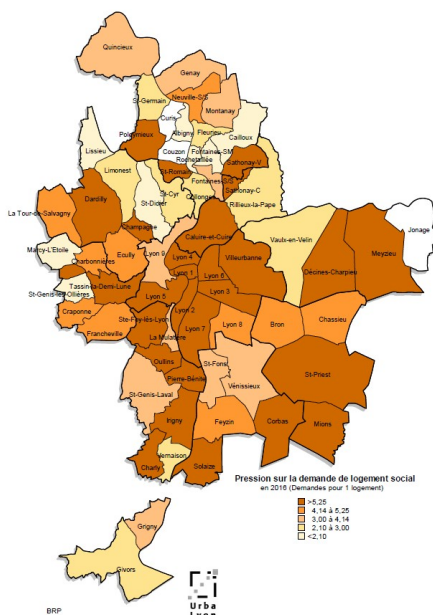 Quincieux
Genay
St-Germain
Neuville-S/S
Curis
Montanay
Poleymieux
Albigny
Fleurieu
Cailloux
Lissieu
Couzon
Fontaines-SM
Rochetaillée
Limonest
St-Romain
Sathonay-V
Dardilly
St-Cyr
St-Didier
Fontaines-S/S
Collonges
Sathonay-C
Rillieux-la-Pape
La Tour-de-Salvagny
Champagne
Caluire-et-Cuire
Vaulx-en-Velin
Jonage
Marcy-L'Etoile
Ecully
Lyon 9
Lyon 4
Villeurbanne
Meyzieu
Charbonnières
Décines-Charpieu
Tassin-la-Demi-Lune
Lyon 1
Lyon 6
St-Genis-les-Ollières
Lyon 5
Lyon 3
Craponne
Ste-Foy-lès-Lyon
Lyon 2
Francheville
La Mulatière
Lyon 7
Lyon 8
Bron
Chassieu
Oullins
St-Fons
St-Priest
Pierre-Bénite
Vénissieux
St-Genis-Laval
Irigny
Feyzin
Corbas
Mions
Vernaison
Charly
Solaize
Pression sur la demande de logement social
en 2016 (Demandes pour 1 logement)
>5,25
4,14 à 5,25
3,00 à 4,14
2,10 à 3,00
<2,10
Grigny
Givors
Urba
Lyon
BRP